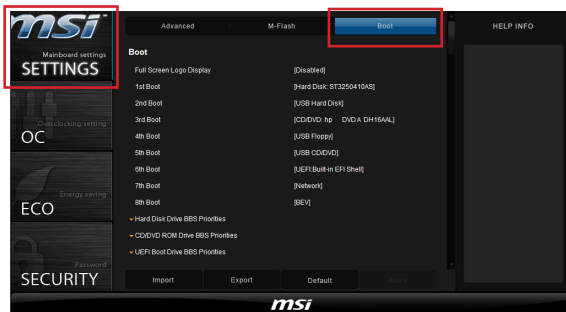 msi
Mainboard settings
SETTINGS
Overclocking setting
OC
Energy saving
ECO
Password
SECURITY
Advanced M-Flash Boot
Boot
Full Screen Logo Display [Disabled]
1st Boot [Hard Disk: ST3250410AS]
2nd Boot [USB Hard Disk]
3rd Boot [CD/DVD: hp DVD A DH16AAL]
4th Boot [USB Floppy]
5th Boot [USB CD/DVD]
6th Boot [UEFI:Built-in EFI Shell]
7th Boot [Network]
8th Boot [BEV]
Hard Disk Drive BBS Priorities
CD/DVD ROM Drive BBS Priorities
UEFI Boot Drive BBS Priorities
Import Export Default Apply
HELP INFO
msi